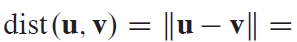 dist(u, v) = ‖u − v‖ =